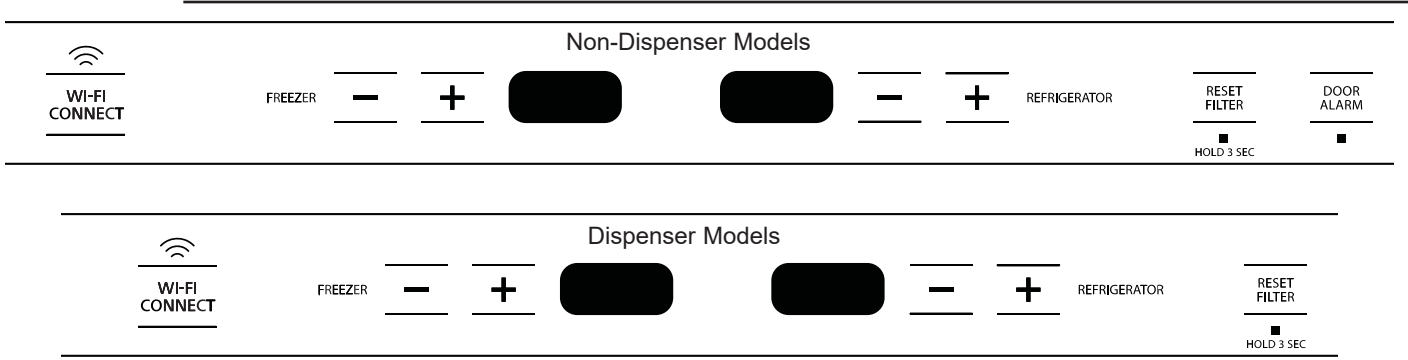 Non-Dispenser Models
WI-FI
CONNECT
FREEZER
− +
− +
REFRIGERATOR
RESET
FILTER
HOLD 3 SEC
DOOR
ALARM
Dispenser Models
WI-FI
CONNECT
FREEZER
− +
− +
REFRIGERATOR
RESET
FILTER
HOLD 3 SEC